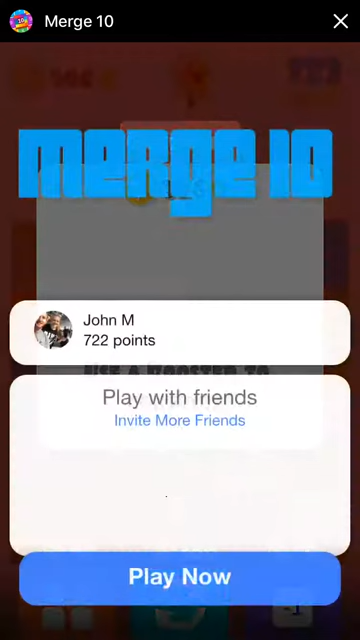 Merge 10
merge 10
John M
722 points
Play with friends
Invite More Friends
Play Now